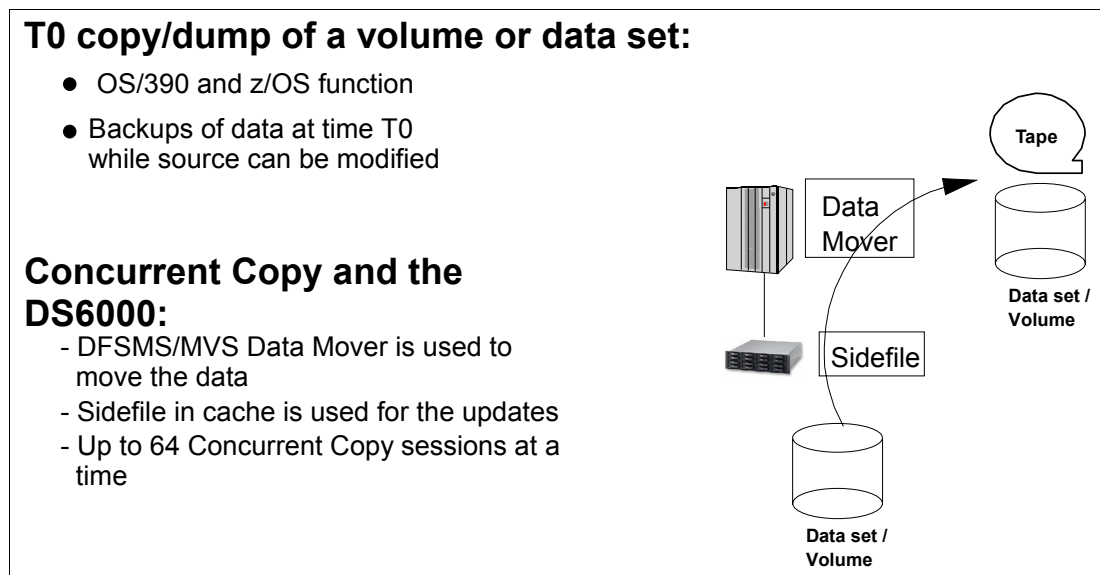 T0 copy/dump of a volume or data set:
● OS/390 and z/OS function
● Backups of data at time T0
while source can be modified
Concurrent Copy and the
DS6000:
- DFSMS/MVS Data Mover is used to
move the data
- Sidefile in cache is used for the updates
- Up to 64 Concurrent Copy sessions at a
time
Tape
Data
Mover
Data set /
Volume
Sidefile
Data set /
Volume